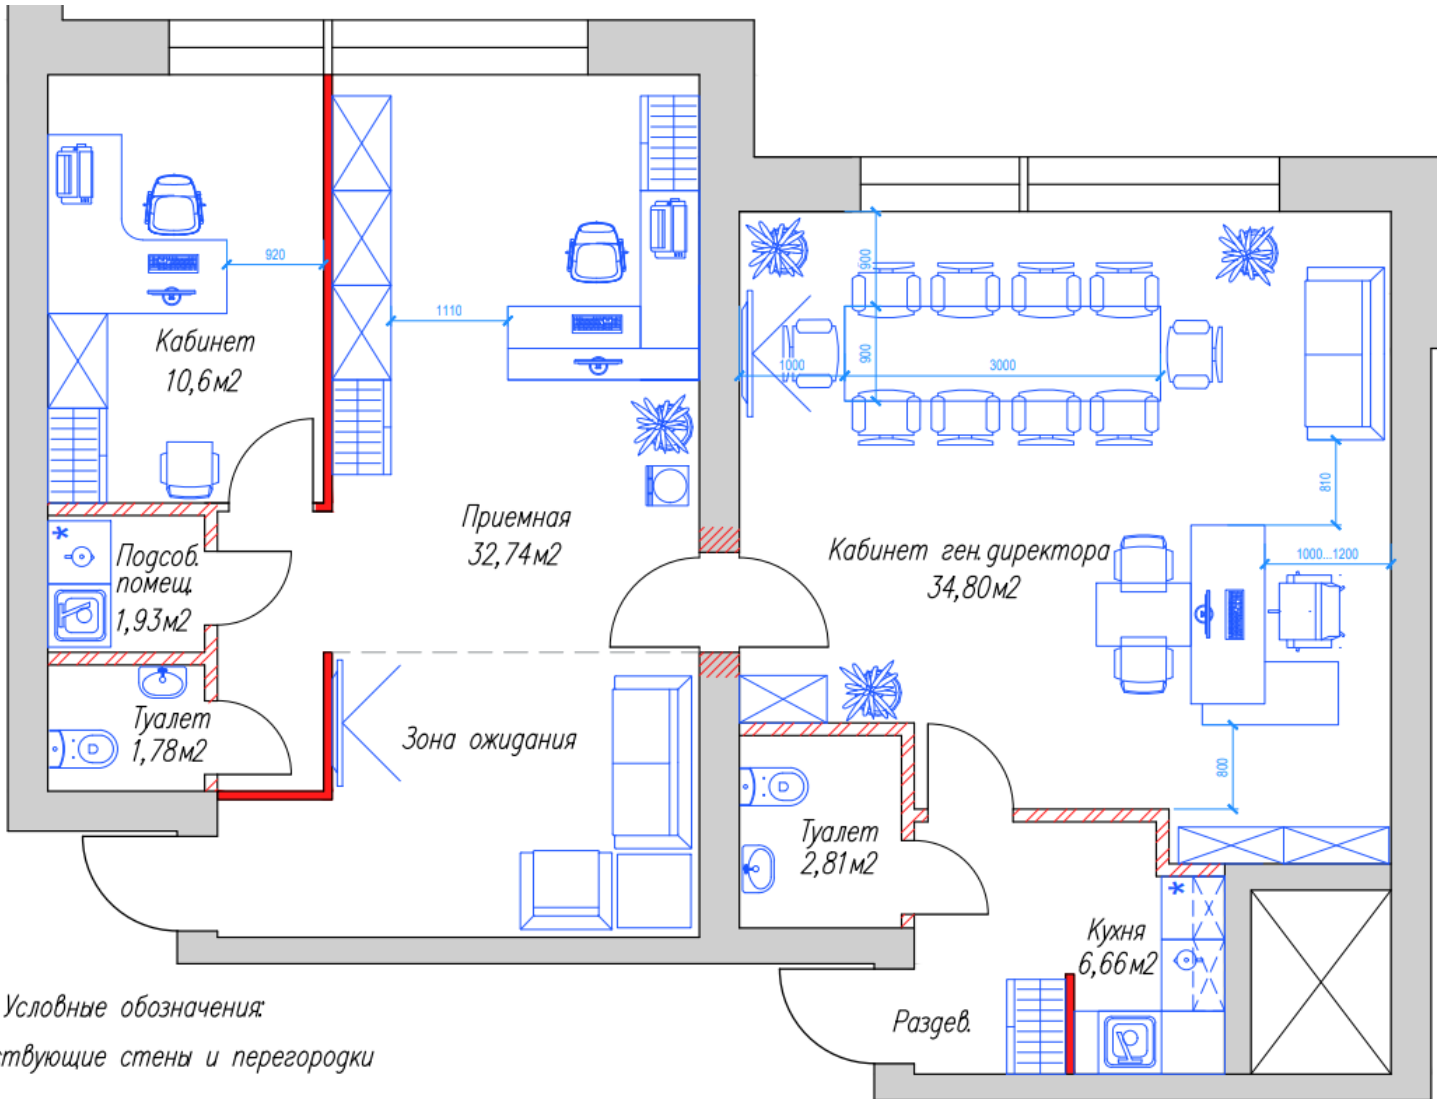 920
1110
900
900
1000
3000
Кабинет
10,6м2
810
Приемная
32,74м2
Кабинет ген.директора
34,80м2
1000...1200
Подсоб.
помещ.
1,93м2
Туалет
1,78м2
Зона ожидания
800
Туалет
2,81м2
Кухня
6,66м2
Раздев.
Условные обозначения:
ствующие стены и перегородки